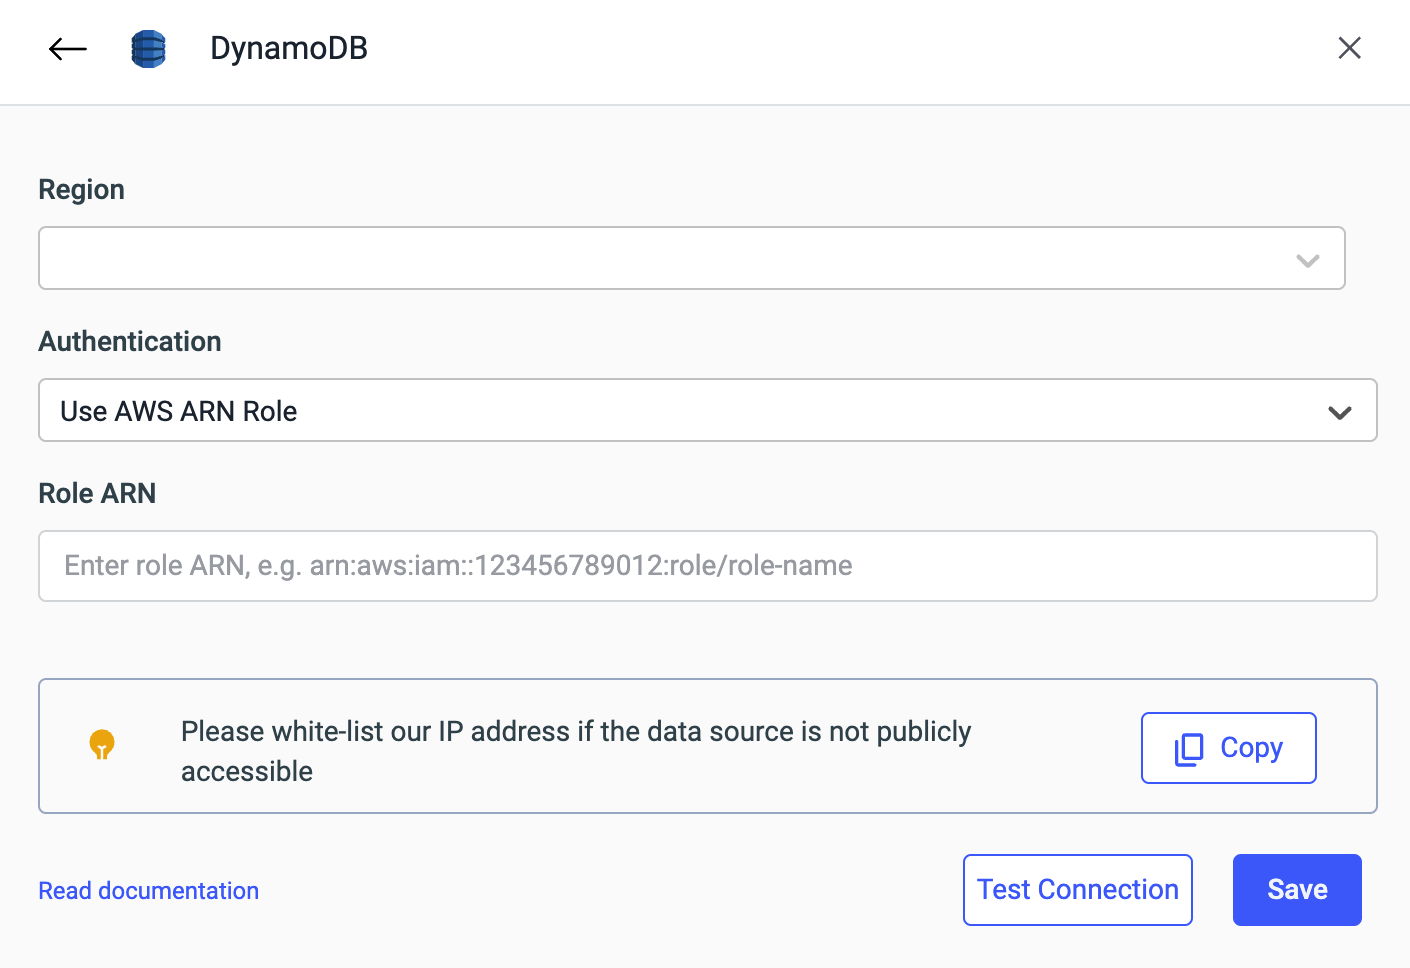 DynamoDB
Region
Authentication
Use AWS ARN Role
Role ARN
Enter role ARN, e.g. arn:aws:iam::123456789012:role/role-name
Please white-list our IP address if the data source is not publicly
accessible
Copy
Read documentation
Test Connection
Save